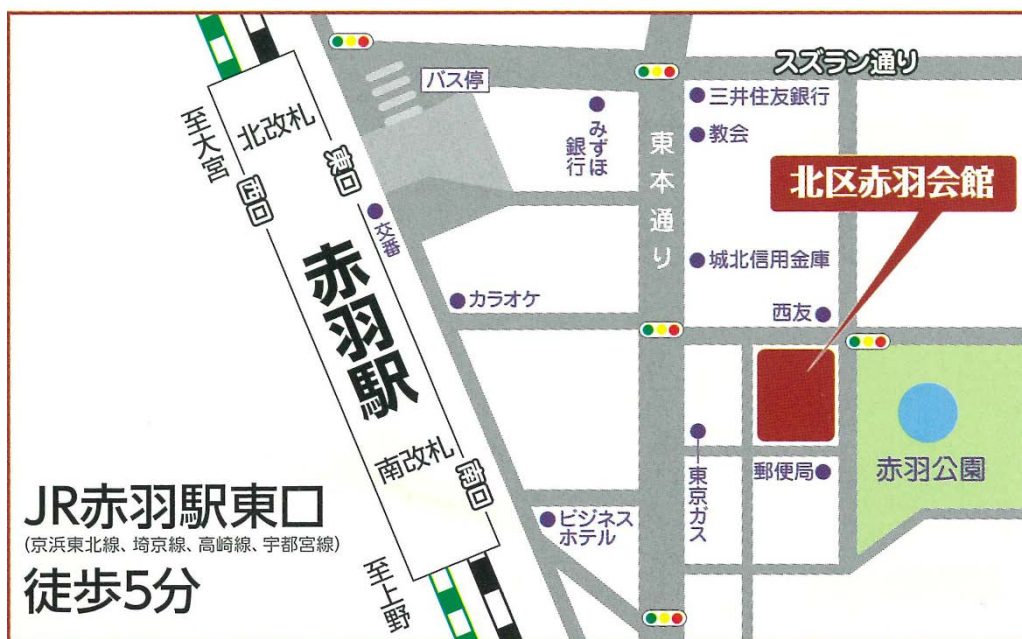 スズラン通り
バス停
三井住友銀行
みずほ
銀行
教会
至大宮
北改札
東口
西口
東本通り
北区赤羽会館
交番
赤羽駅
城北信用金庫
カラオケ
西友
南改札
南口
東京ガス
郵便局
赤羽公園
ビジネス
ホテル
JR赤羽駅東口
(京浜東北線、埼京線、高崎線、宇都宮線)
徒歩5分
至上野